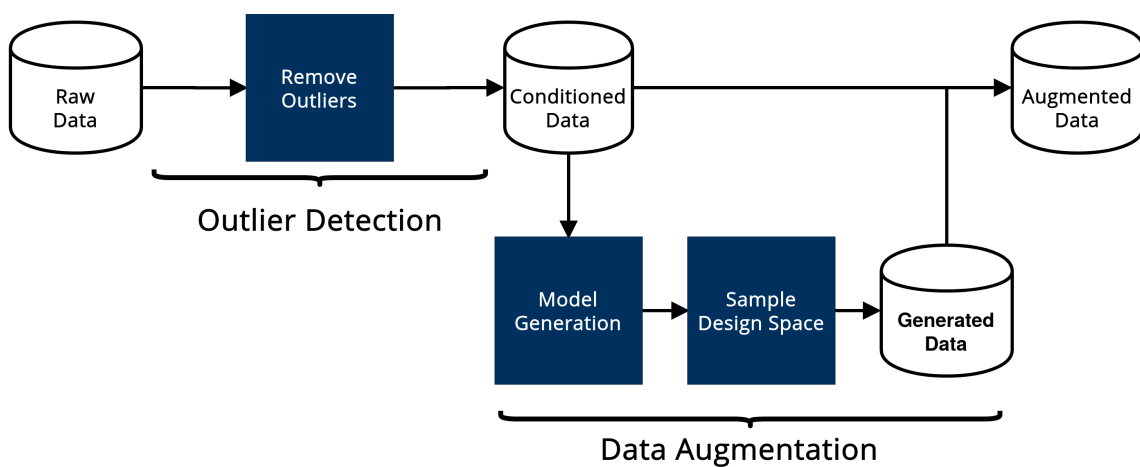 Raw
Data
Remove
Outliers
Conditioned
Data
Augmented
Data
Outlier Detection
Model
Generation
Sample
Design Space
Generated
Data
Data Augmentation